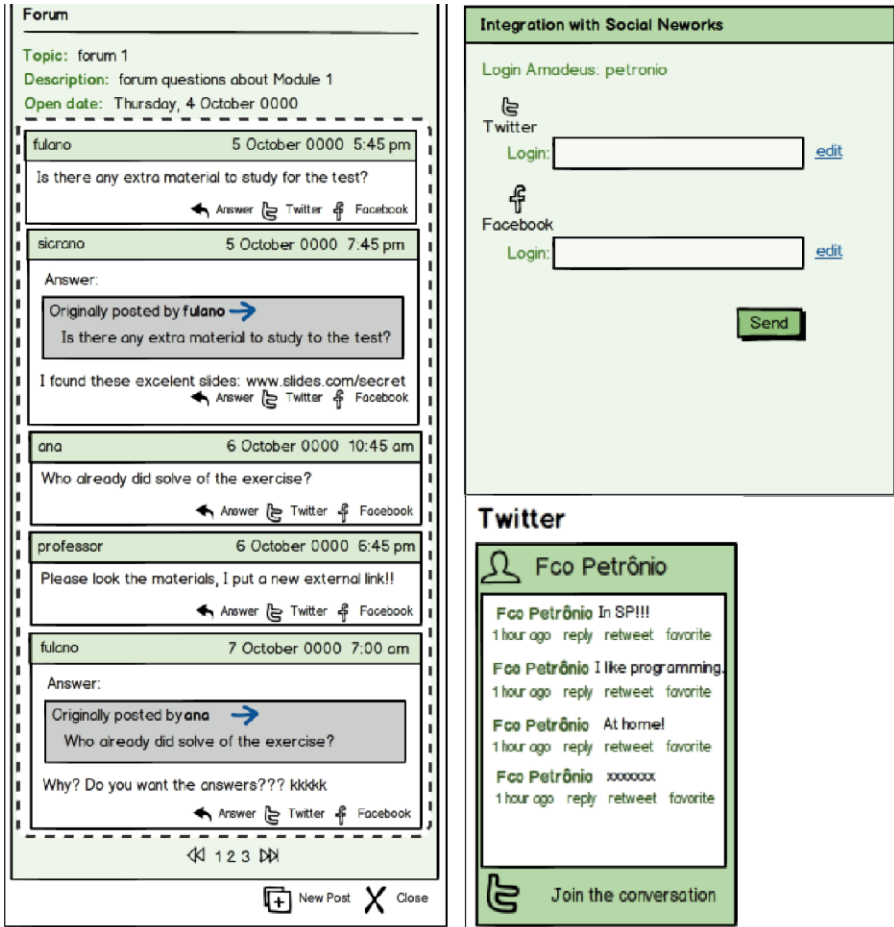 Forum
Topic: forum 1
Description: forum questions about Module 1
Open date: Thursday, 4 October 0000
fulano 5 October 0000 5:45 pm
Is there any extra material to study for the test?
Answer Twitter Facebook
sicrano 5 October 0000 7:45 pm
Answer:
Originally posted by fulano
Is there any extra material to study to the test?
I found these excelent slides: www.slides.com/secret
Answer Twitter Facebook
ana 6 October 0000 10:45 am
Who already did solve of the exercise?
Answer Twitter Facebook
professor 6 October 0000 6:45 pm
Please look the materials, I put a new external link!!
Answer Twitter Facebook
fulano 7 October 0000 7:00 am
Answer:
Originally posted by ana
Who already did solve of the exercise?
Why? Do you want the answers??? kkkkk
Answer Twitter Facebook
1 2 3
New Post Close
Integration with Social Neworks
Login Amadeus: petronio
Twitter
Login: edit
Facebook
Login: edit
Send
Twitter
Fco Petrônio
Fco Petrônio In SP!!!
1 hour ago reply retweet favorite
Fco Petrônio I like programming.
1 hour ago reply retweet favorite
Fco Petrônio At home!
1 hour ago reply retweet favorite
Fco Petrônio xxxxxxx
1 hour ago reply retweet favorite
Join the conversation